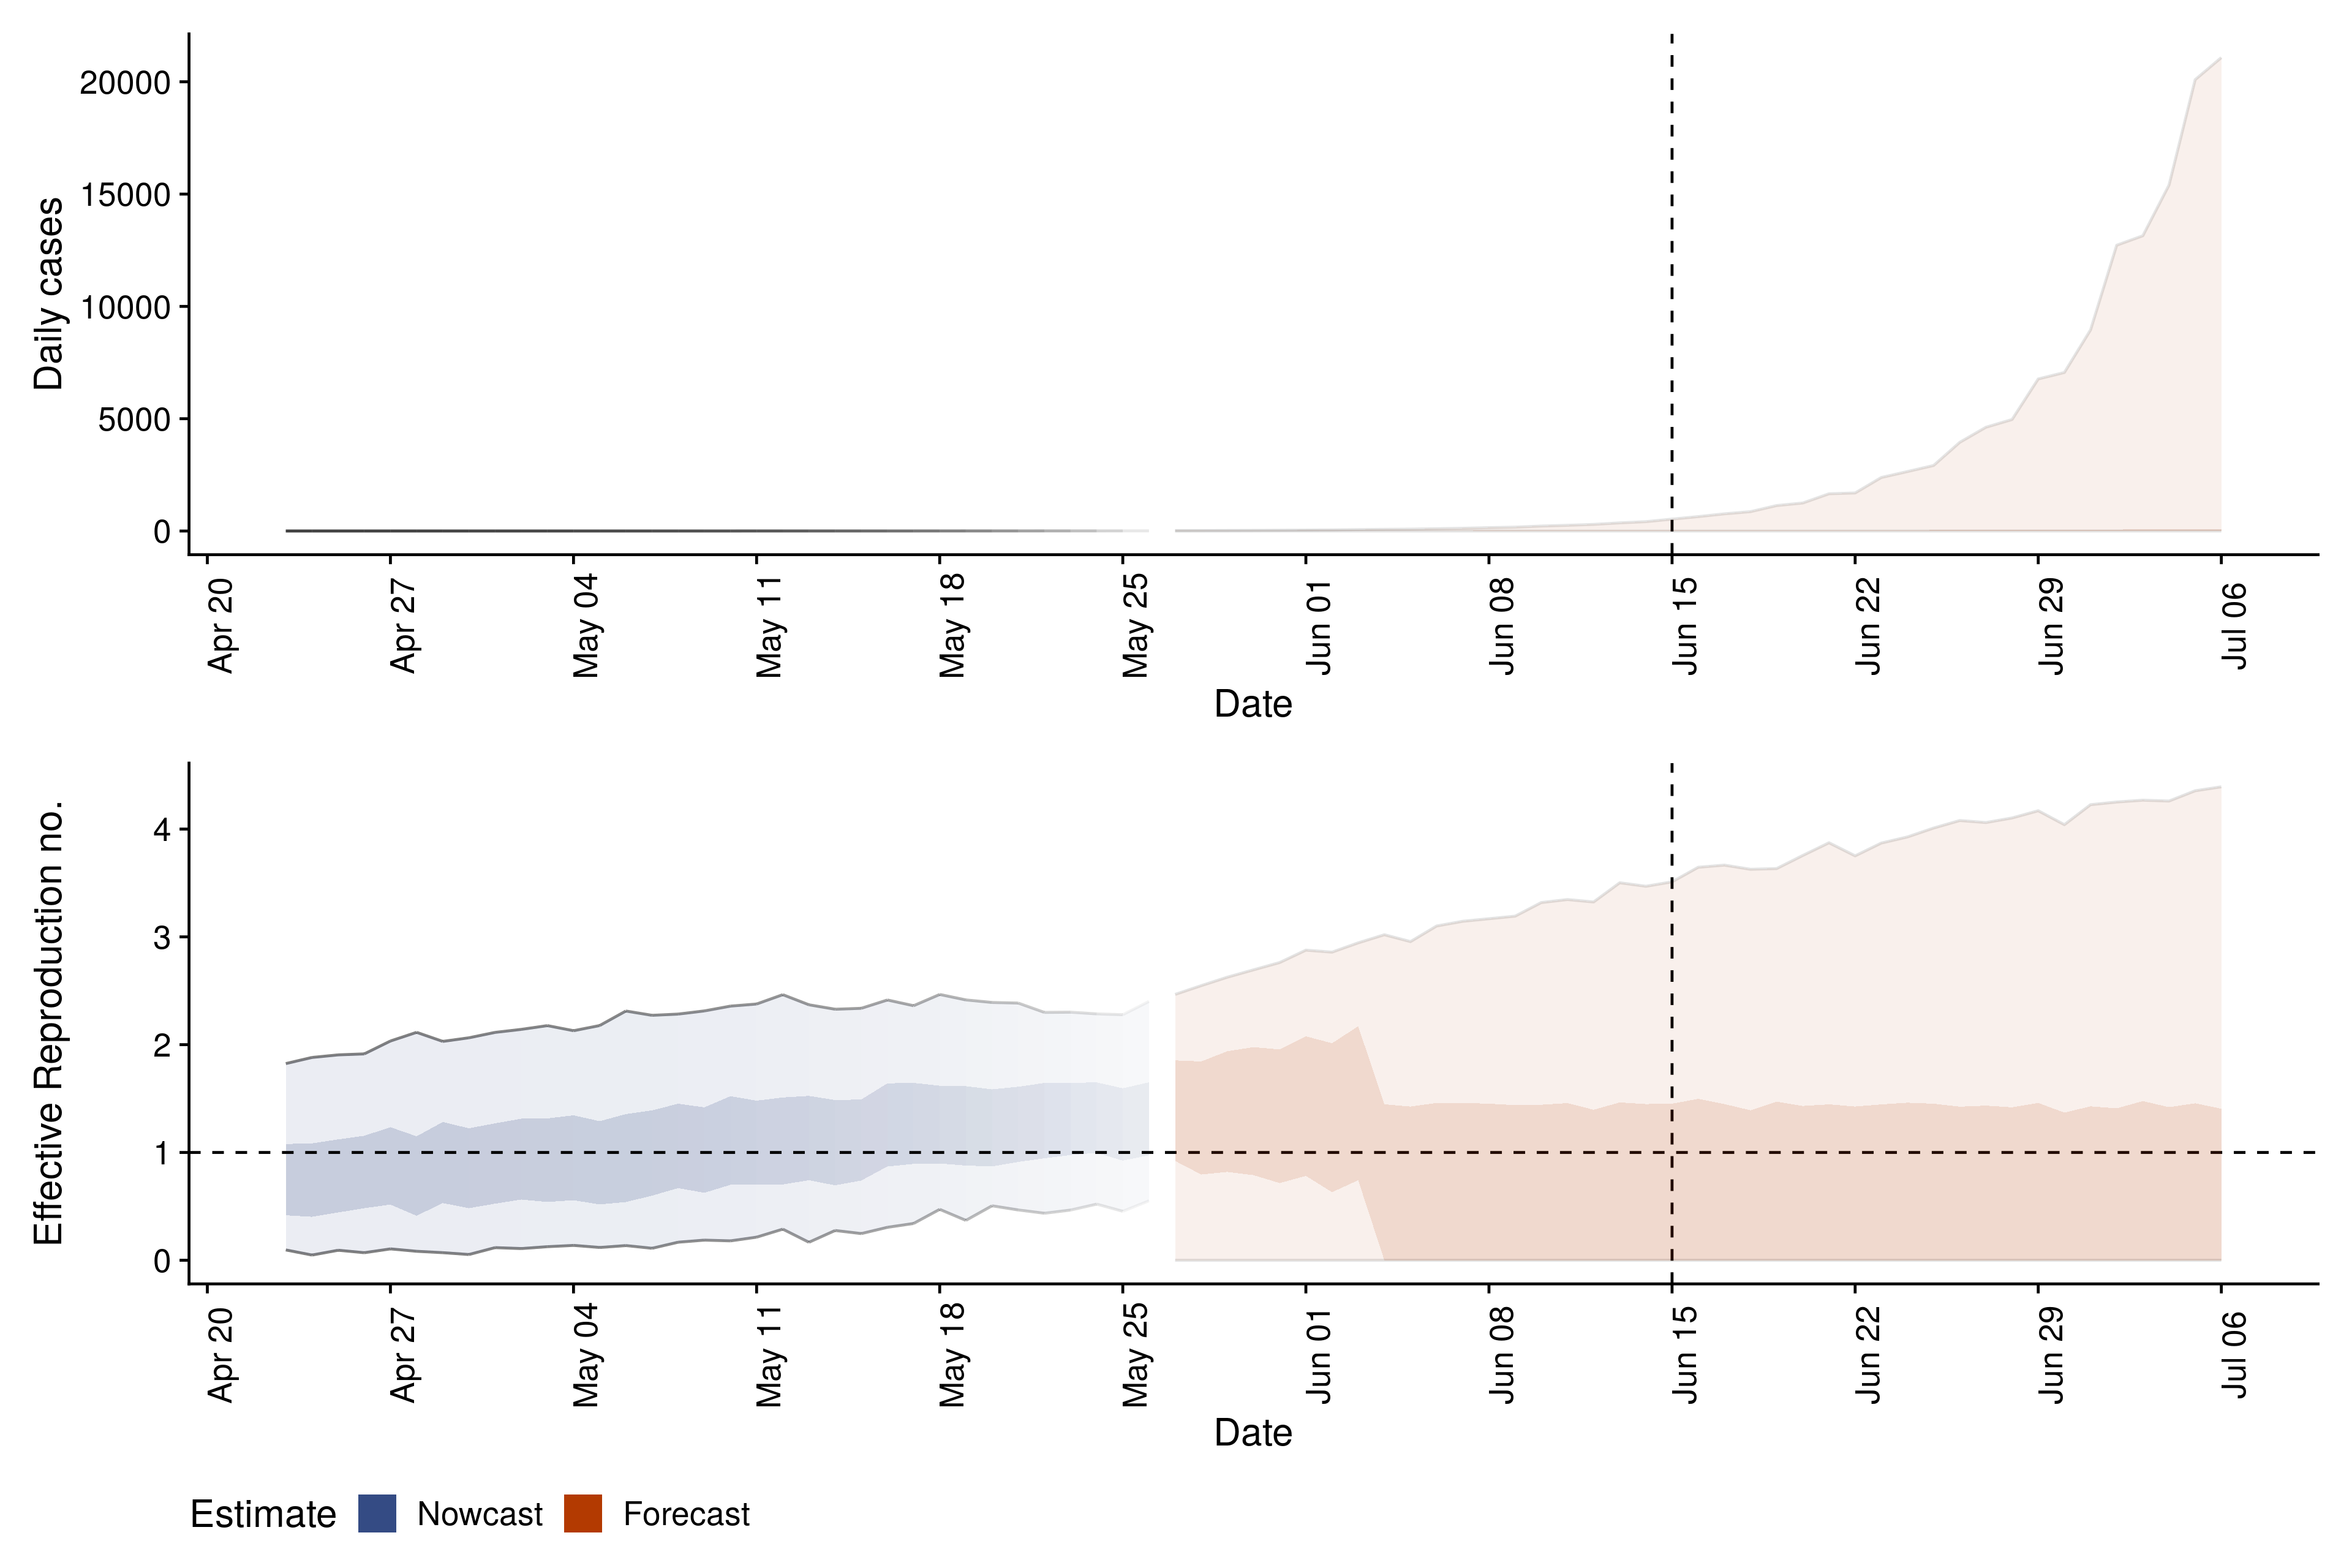 20000
15000
10000
5000
0
Daily cases
Apr 20
Apr 27
May 04
May 11
May 18
May 25
Jun 01
Jun 08
Jun 15
Jun 22
Jun 29
Jul 06
Date
4
3
2
1
0
Effective Reproduction no.
Apr 20
Apr 27
May 04
May 11
May 18
May 25
Jun 01
Jun 08
Jun 15
Jun 22
Jun 29
Jul 06
Date
Estimate Nowcast Forecast